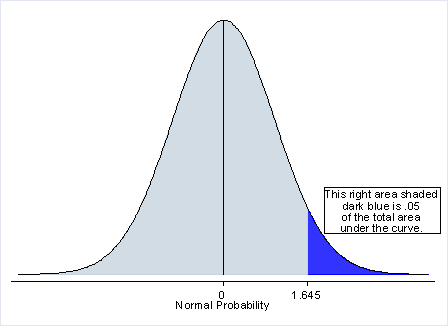 This right area shaded
dark blue is .05
of the total area
under the curve.
0 1.645
Normal Probability